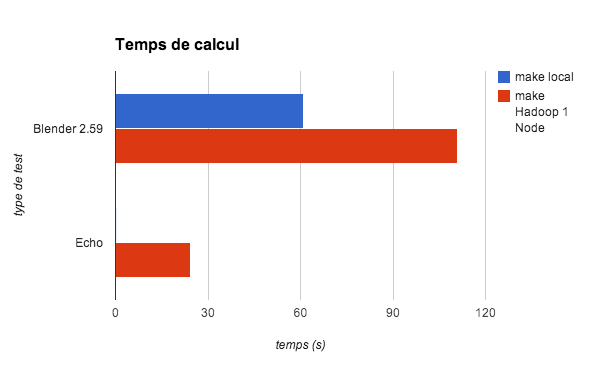 Temps de calcul
make local
make
Hadoop 1
Node
type de test
Blender 2.59
Echo
0 30 60 90 120
temps (s)